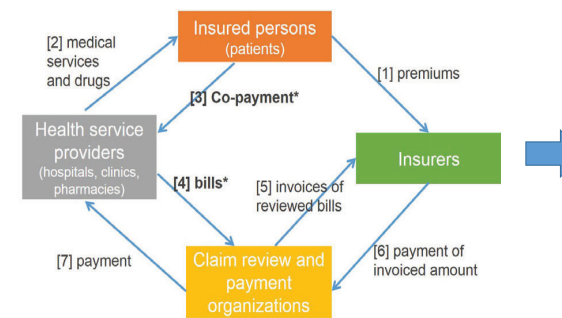 Insured persons
(patients)
[2] medical
services
and drugs
[1] premiums
[3] Co-payment*
Health service
providers
(hospitals, clinics,
pharmacies)
Insurers
[4] bills*
[5] invoices of
reviewed bills
[7] payment
Claim review and
payment
organizations
[6] payment of
invoiced amount